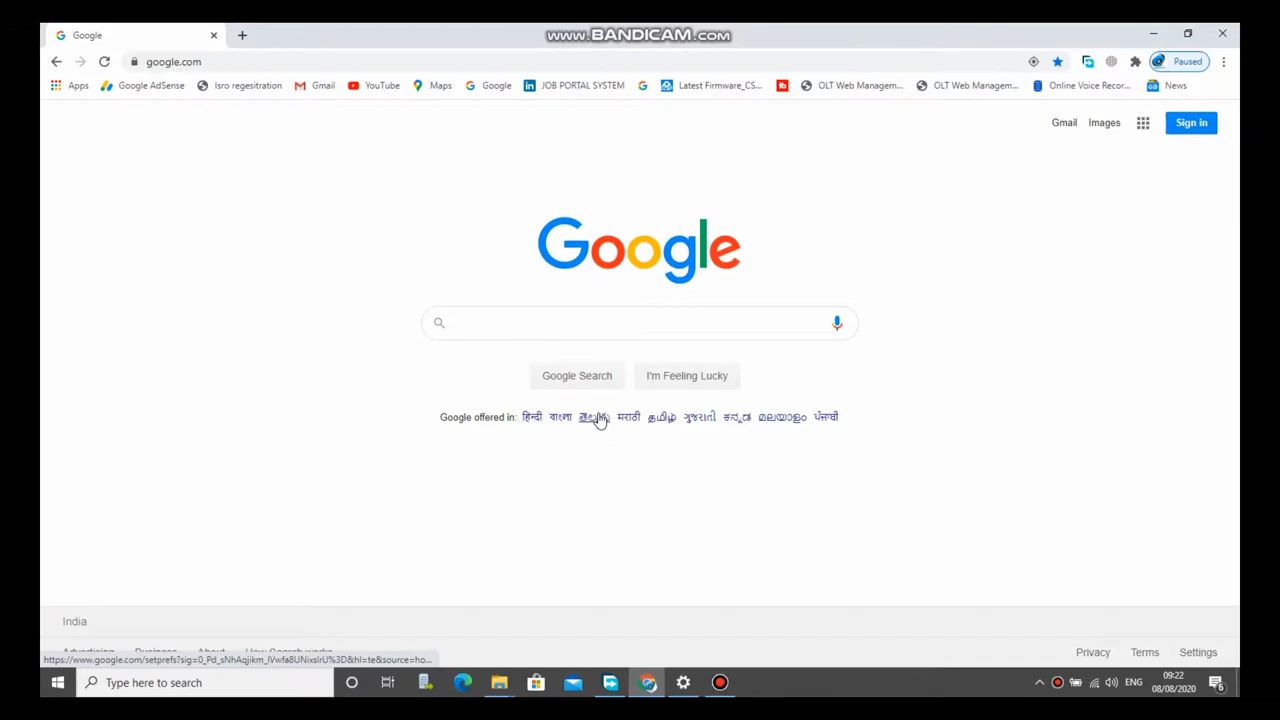 Google
www.BANDICAM.com
google.com
Paused
Apps Google AdSense Isro regesitration Gmail YouTube Maps Google JOB PORTAL SYSTEM Latest Firmware_CS... OLT Web Managem... OLT Web Managem... Online Voice Recor... News
Gmail Images Sign in
Google
Google Search I'm Feeling Lucky
Google offered in: हिन्दी বাংলা मराठी தமிழ் ગુજરાતી ಕನ್ನಡ മലയാളം ਪੰਜਾਬੀ
India
Privacy Terms Settings
Type here to search
ENG
09:22
08/08/2020
6